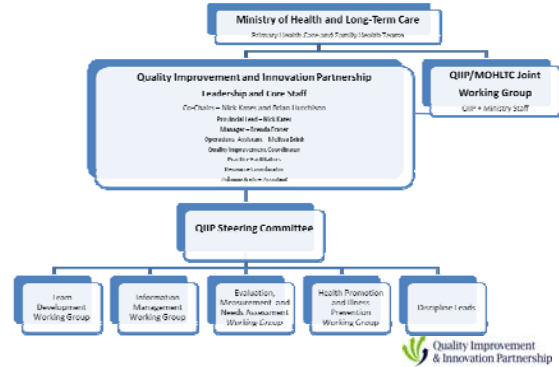 Ministry of Health and Long-Term Care
Primary Health Care and Family Health Teams
Quality Improvement and Innovation Partnership
Leadership and Core Staff
Co-Chairs – Nick Kates and Brian Hutchison
Provincial Lead – Nick Kates
Manager – Brenda Fraser
Operations Assistant – Melissa
Quality Improvement Coordinator
Practice Facilitators
Resource Coordinator
Administrative Assistant
QIIP/MOHLTC Joint
Working Group
QIIP + Ministry Staff
QIIP Steering Committee
Team
Development
Working Group
Information
Management
Working Group
Evaluation,
Measurement and
Needs Assessment
Working Group
Health Promotion
and Illness
Prevention
Working Group
Discipline Leads
Quality Improvement
& Innovation Partnership